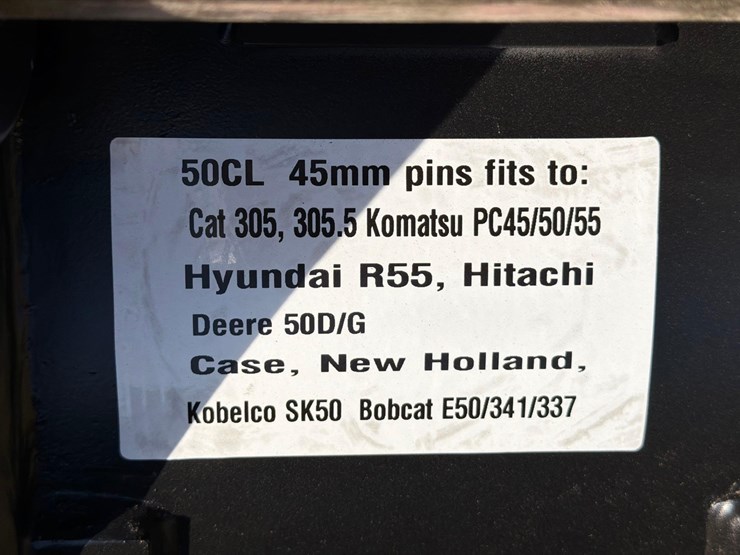 50CL 45mm pins fits to:
Cat 305, 305.5 Komatsu PC45/50/55
Hyundai R55, Hitachi
Deere 50D/G
Case, New Holland,
Kobelco SK50 Bobcat E50/341/337